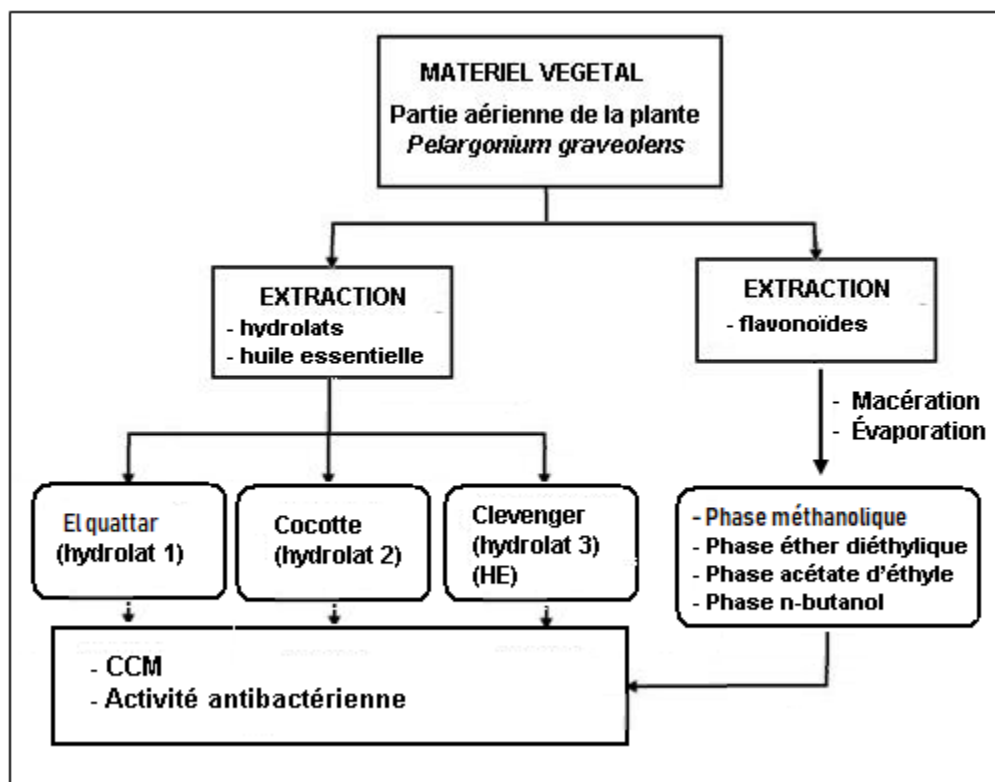 MATERIEL VEGETAL
Partie aérienne de la plante
Pelargonium graveolens
EXTRACTION
- hydrolats
- huile essentielle
EXTRACTION
- flavonoïdes
- Macération
- Évaporation
El quattar
(hydrolat 1)
Cocotte
(hydrolat 2)
Clevenger
(hydrolat 3)
(HE)
- Phase méthanolique
- Phase éther diéthylique
- Phase acétate d'éthyle
- Phase n-butanol
- CCM
- Activité antibactérienne